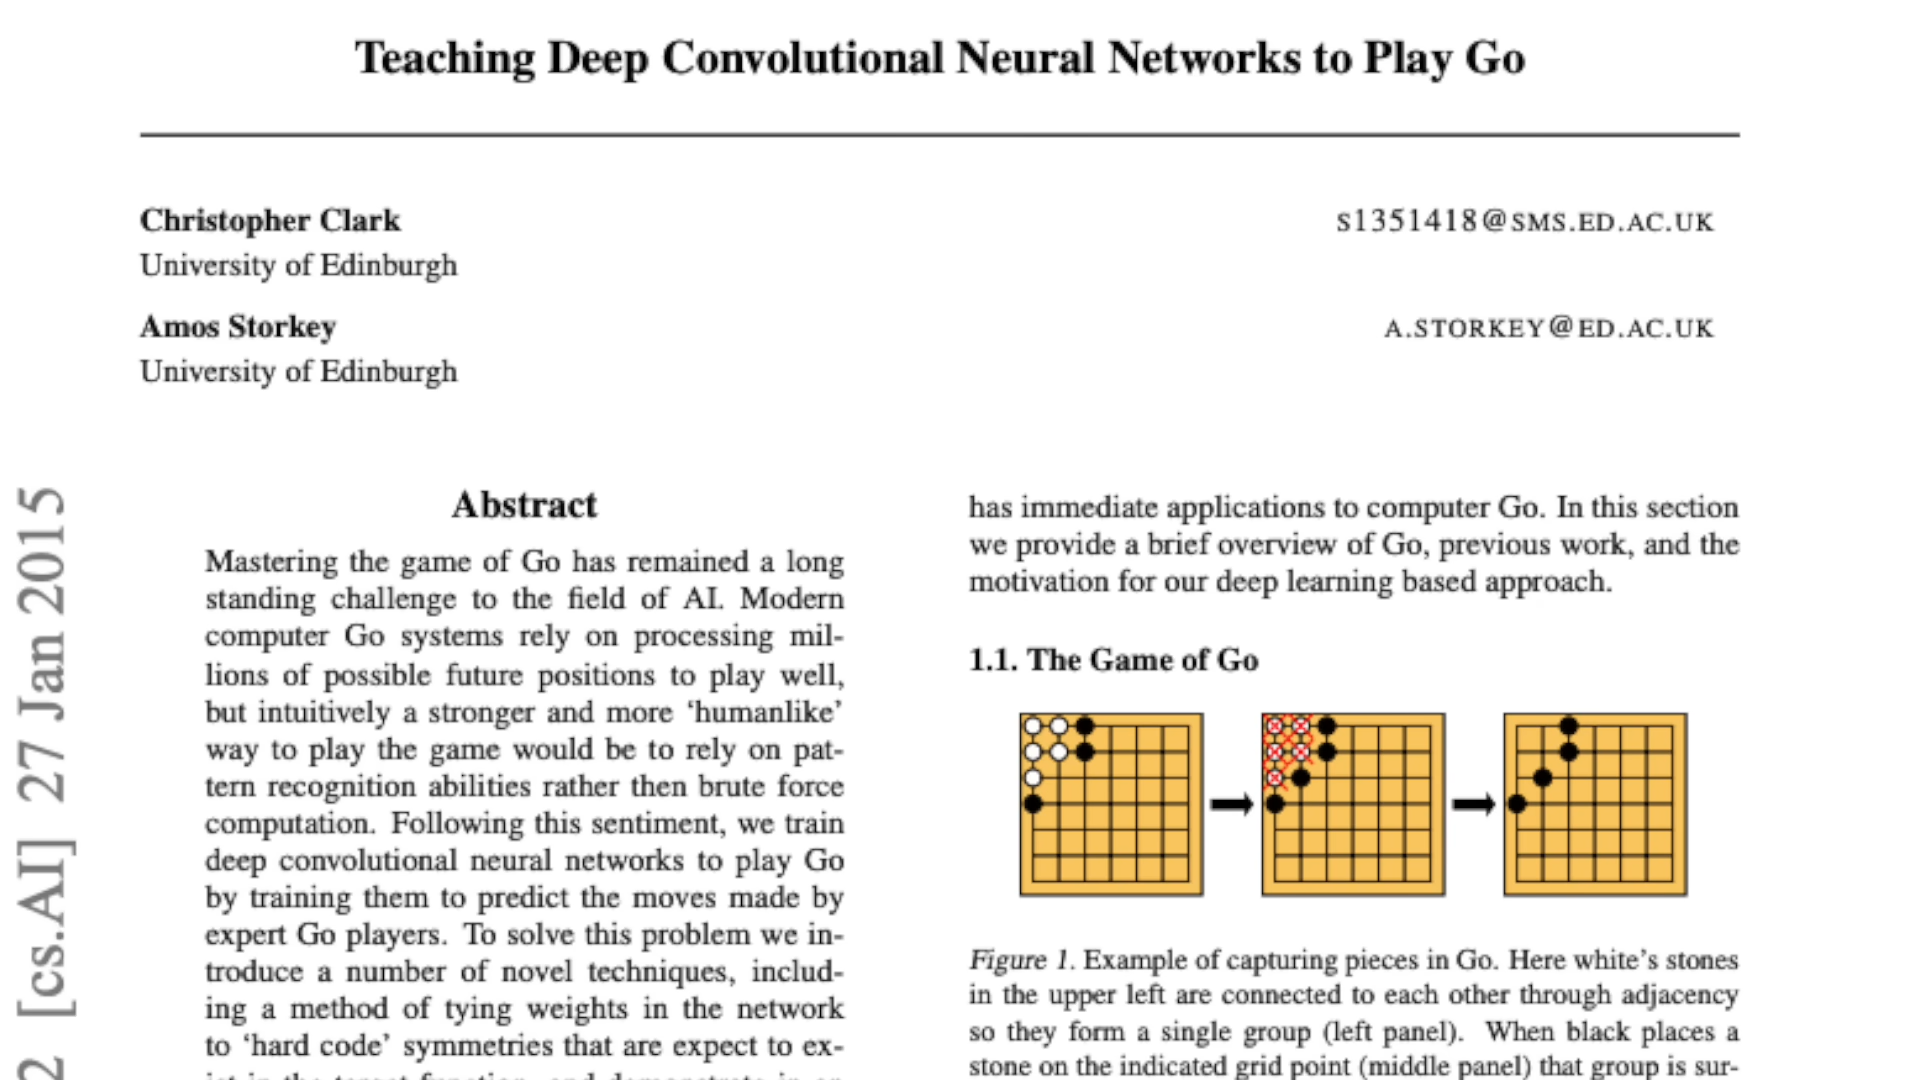 Teaching Deep Convolutional Neural Networks to Play Go
Christopher Clark
S1351418@SMS.ED.AC.UK
University of Edinburgh
Amos Storkey
A.STORKEY@ED.AC.UK
University of Edinburgh
2 [cs.AI] 27 Jan 2015
Abstract
Mastering the game of Go has remained a long
standing challenge to the field of AI. Modern
computer Go systems rely on processing mil-
lions of possible future positions to play well,
but intuitively a stronger and more ‘humanlike’
way to play the game would be to rely on pat-
tern recognition abilities rather then brute force
computation. Following this sentiment, we train
deep convolutional neural networks to play Go
by training them to predict the moves made by
expert Go players. To solve this problem we in-
troduce a number of novel techniques, includ-
ing a method of tying weights in the network
to ‘hard code’ symmetries that are expect to ex-
has immediate applications to computer Go. In this section
we provide a brief overview of Go, previous work, and the
motivation for our deep learning based approach.
1.1. The Game of Go
Figure 1. Example of capturing pieces in Go. Here white’s stones
in the upper left are connected to each other through adjacency
so they form a single group (left panel). When black places a
stone on the indicated grid point (middle panel) that group is sur-